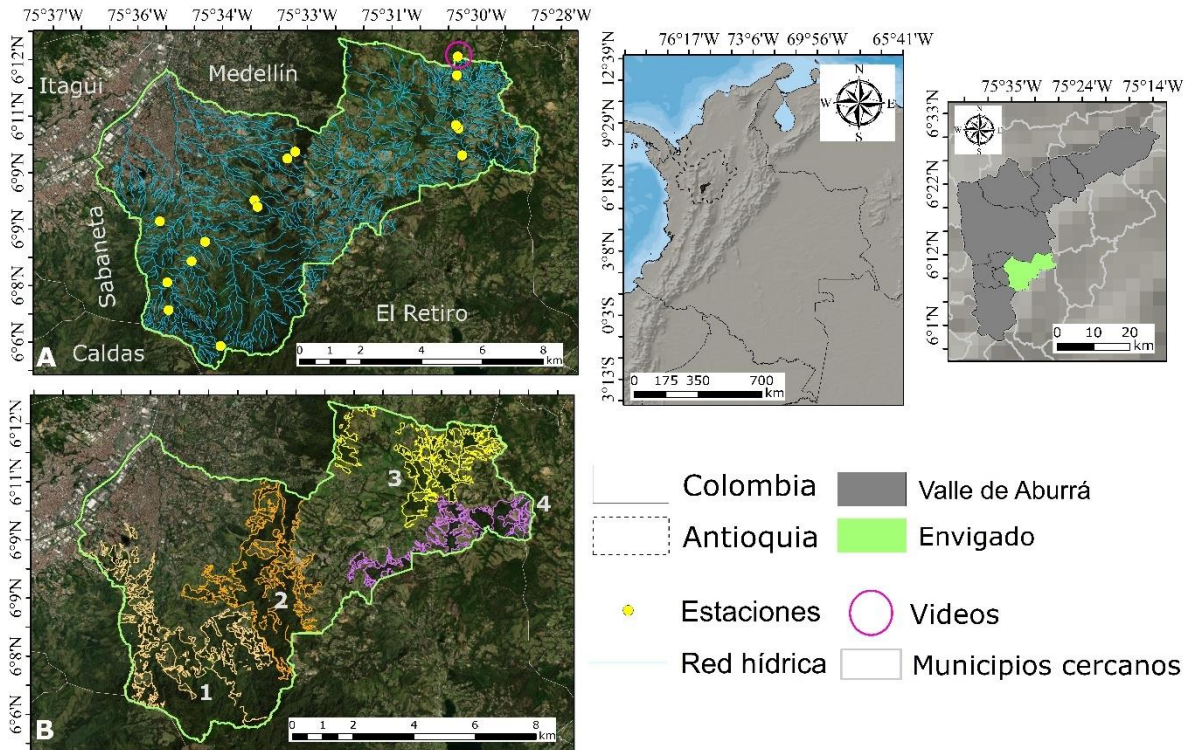 75°37'W 75°36'W 75°34'W 75°33'W 75°31'W 75°30'W 75°28'W
6°12'N
6°11'N
6°9'N
6°9'N
6°8'N
6°6'N
Itagui
Medellín
Sabaneta
El Retiro
Caldas
A
0 1 2 4 6 8
km
6°12'N
6°11'N
6°9'N
6°9'N
6°8'N
6°6'N
3
4
2
1
B
0 1 2 4 6 8
km
76°17'W 73°6'W 69°56'W 65°41'W
12°39'N
9°29'N
6°18'N
3°8'N
0°3'S
3°13'S
N
W E
S
0 175 350 700
km
75°35'W 75°24'W 75°14'W
6°33'N
6°22'N
6°12'N
6°1'N
N
W E
S
0 10 20
km
Colombia
Valle de Aburrá
Antioquia
Envigado
Estaciones
Videos
Red hídrica
Municipios cercanos